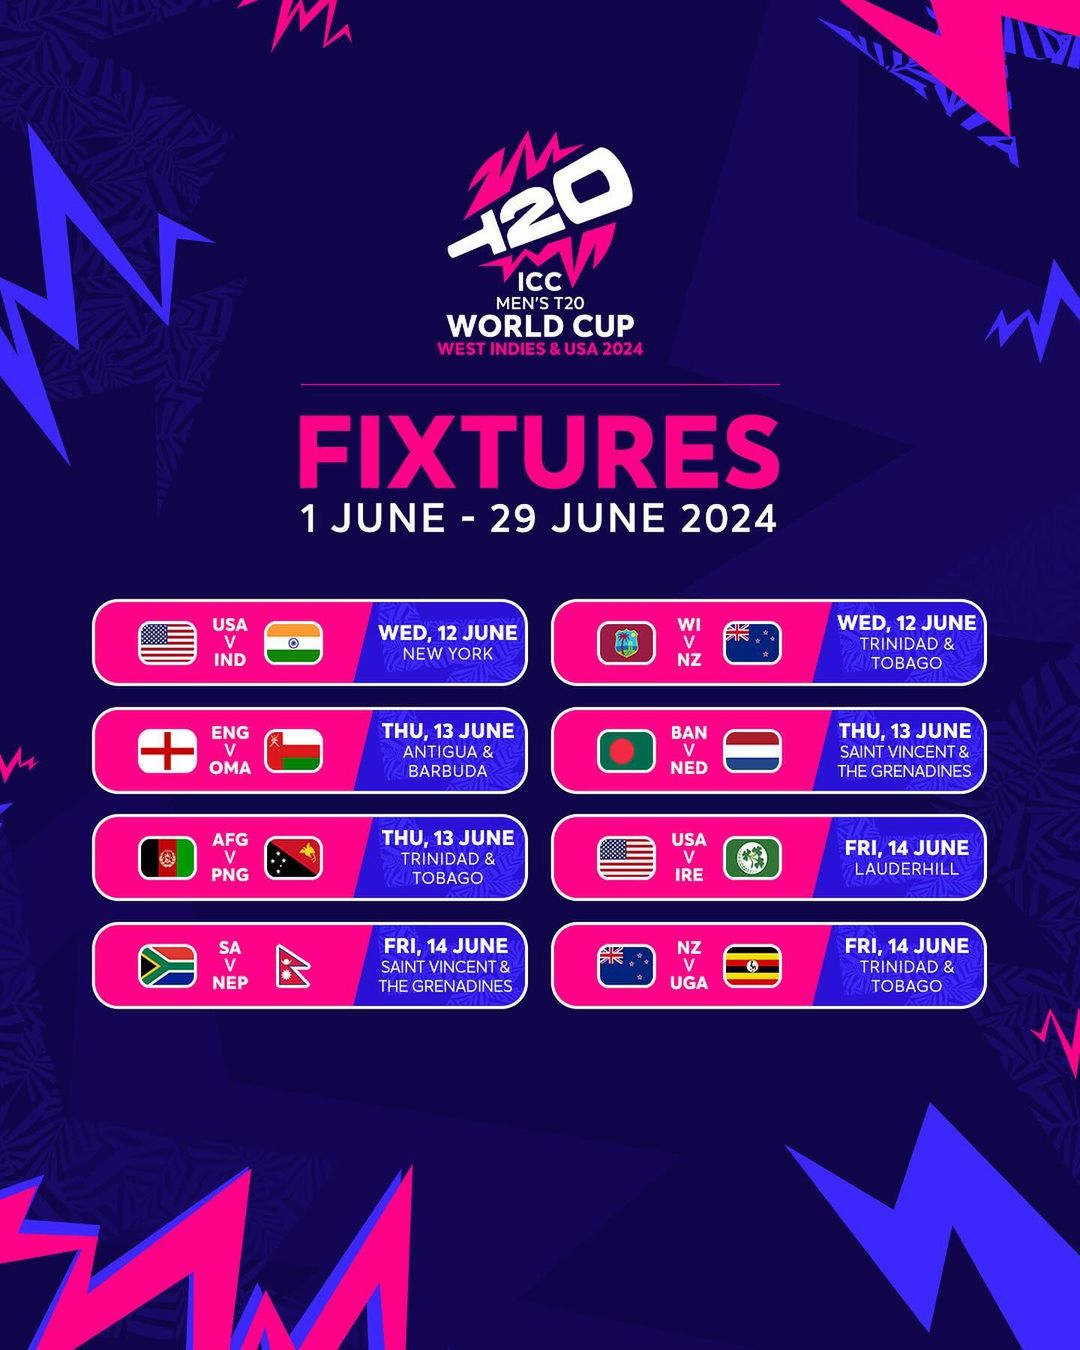 T20
ICC
MEN'S T20
WORLD CUP
WEST INDIES & USA 2024
FIXTURES
1 JUNE - 29 JUNE 2024
USA
V
IND
WED, 12 JUNE
NEW YORK
WI
V
NZ
WED, 12 JUNE
TRINIDAD &
TOBAGO
ENG
V
OMA
THU, 13 JUNE
ANTIGUA &
BARBUDA
BAN
V
NED
THU, 13 JUNE
SAINT VINCENT &
THE GRENADINES
AFG
V
PNG
THU, 13 JUNE
TRINIDAD &
TOBAGO
USA
V
IRE
FRI, 14 JUNE
LAUDERHILL
SA
V
NEP
FRI, 14 JUNE
SAINT VINCENT &
THE GRENADINES
NZ
V
UGA
FRI, 14 JUNE
TRINIDAD &
TOBAGO